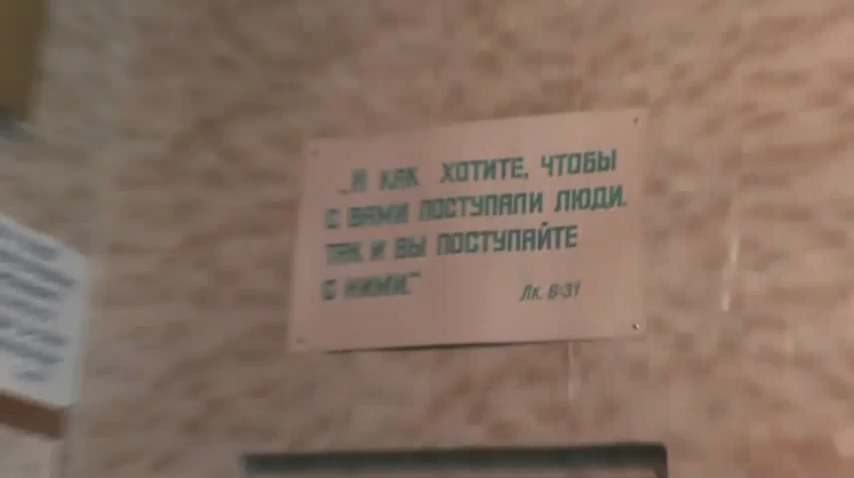 „И КАК ХОТИТЕ, ЧТОБЫ
С ВАМИ ПОСТУПАЛИ ЛЮДИ,
ТАК И ВЫ ПОСТУПАЙТЕ
С НИМИ."
Лк. 6:31